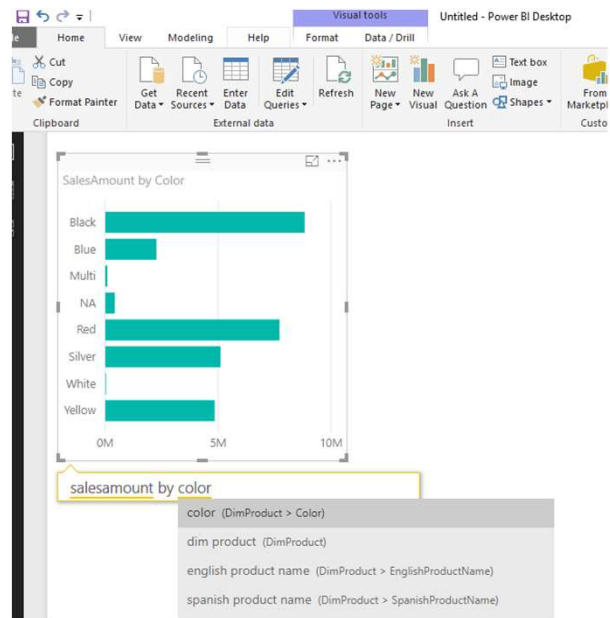 Visual tools Untitled - Power BI Desktop
Home View Modeling Help Format Data / Drill
Cut
Copy
Format Painter
Clipboard
Get Data
Recent Sources
Enter Data
Edit Queries
Refresh
External data
New Page
New Visual
Ask A Question
Text box
Image
Shapes
Insert
From
SalesAmount by Color
Black
Blue
Multi
NA
Red
Silver
White
Yellow
0M 5M 10M
salesamount by color
color (DimProduct > Color)
dim product (DimProduct)
english product name (DimProduct > EnglishProductName)
spanish product name (DimProduct > SpanishProductName)